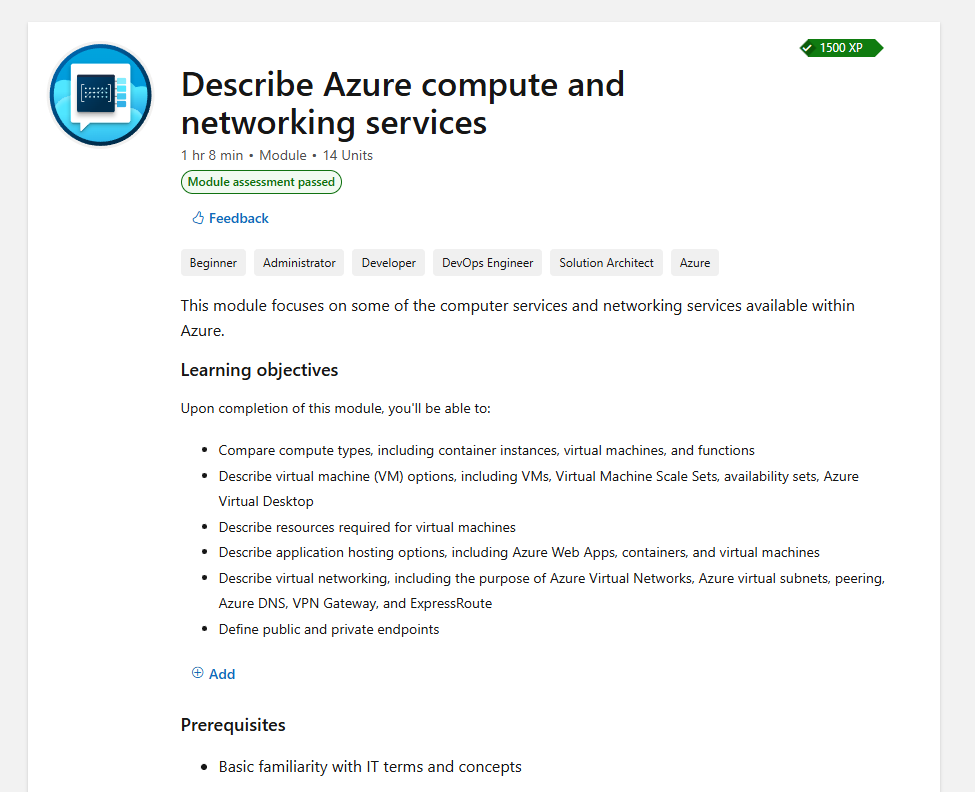 1500 XP
Describe Azure compute and
networking services
1 hr 8 min • Module • 14 Units
Module assessment passed
Feedback
Beginner Administrator Developer DevOps Engineer Solution Architect Azure
This module focuses on some of the computer services and networking services available within
Azure.
Learning objectives
Upon completion of this module, you'll be able to:
• Compare compute types, including container instances, virtual machines, and functions
• Describe virtual machine (VM) options, including VMs, Virtual Machine Scale Sets, availability sets, Azure
Virtual Desktop
• Describe resources required for virtual machines
• Describe application hosting options, including Azure Web Apps, containers, and virtual machines
• Describe virtual networking, including the purpose of Azure Virtual Networks, Azure virtual subnets, peering,
Azure DNS, VPN Gateway, and ExpressRoute
• Define public and private endpoints
Add
Prerequisites
• Basic familiarity with IT terms and concepts